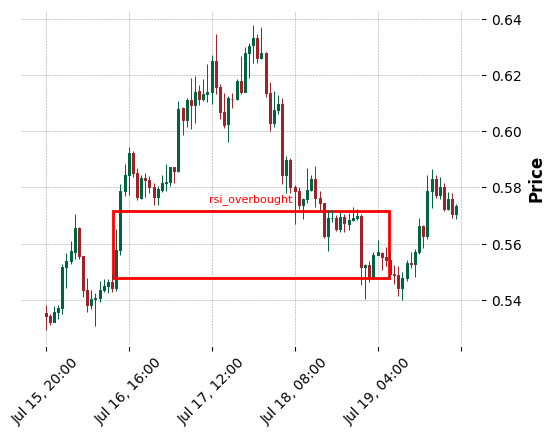 0.64
0.62
0.60
rsi_overbought
0.58
0.56
0.54
Price
Jul 15, 20:00
Jul 16, 16:00
Jul 17, 12:00
Jul 18, 08:00
Jul 19, 04:00